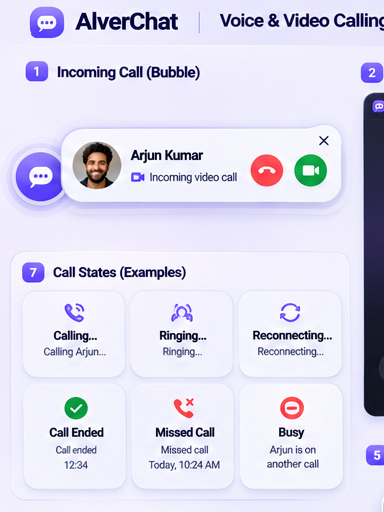 AlverChat
Voice & Video Calling
1 Incoming Call (Bubble)
2
Arjun Kumar
Incoming video call
7 Call States (Examples)
Calling...
Calling Arjun...
Ringing...
Ringing...
Reconnecting...
Reconnecting...
Call Ended
Call ended
12:34
Missed Call
Missed call
Today, 10:24 AM
Busy
Arjun is on
another call
5